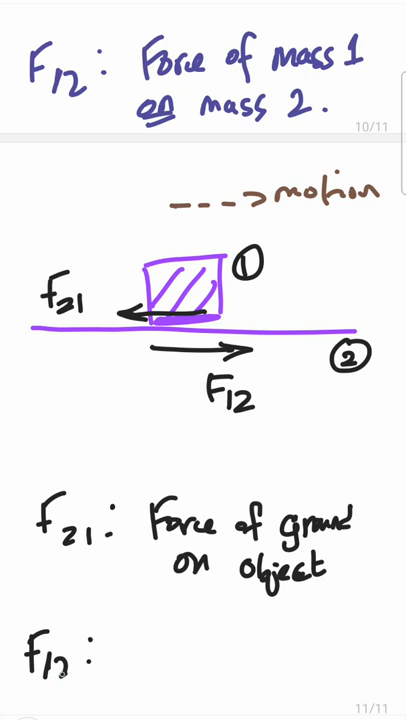 F12: Force of mass 1
on mass 2.
10/11
---> motion
1
F21
2
F12
F21: Force of ground
on object
F12:
11/11